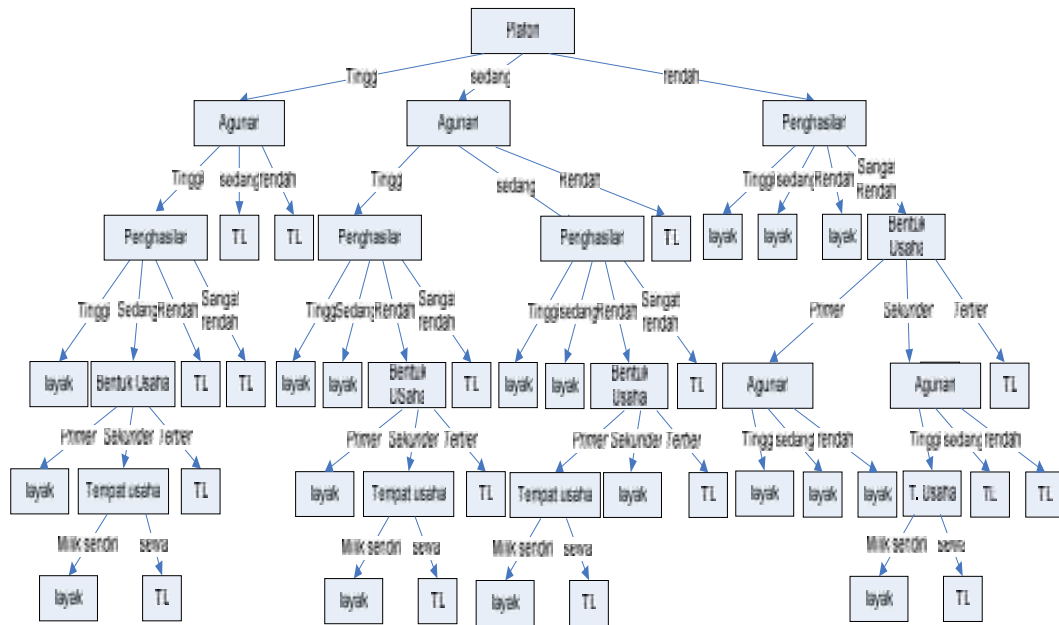 Plafon
Tinggi sedang rendah
Agunan Agunan Penghasilan
Tinggi sedang rendah Tinggi sedang Rendah Tinggi sedang Rendah Sangat
Rendah
Penghasilan TL TL Penghasilan Penghasilan TL layak layak layak Bentuk
Usaha
Tinggi Sedang Rendah Sangat
rendah
Tinggi Sedang Rendah Sangat
rendah
Tinggi sedang Rendah Sangat
rendah
Primer Sekunder Tertier
layak Bentuk Usaha TL TL layak layak Bentuk
USaha
TL layak layak Bentuk
Usaha
TL Agunan Agunan TL
Primer Sekunder Tertier Primer Sekunder Tertier Primer Sekunder Tertier Tinggi sedang rendah Tinggi sedang rendah
layak Tempat usaha TL layak Tempat usaha TL Tempat usaha layak TL layak layak layak T. Usaha TL TL
Milik sendiri sewa Milik sendiri sewa Milik sendiri sewa Milik sendiri sewa
layak TL layak TL layak TL layak TL